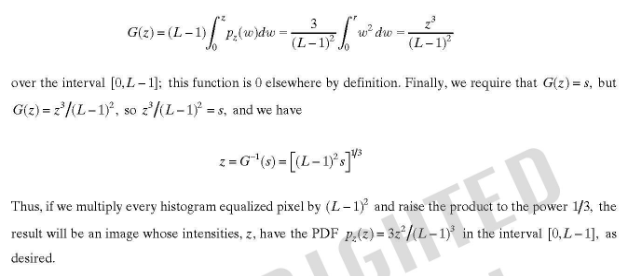 G(z) = (L − 1)∫₀ᶻ p_z(w)dw = 3/(L − 1)² ∫₀ʳ w² dw = z³/(L − 1)²
over the interval [0, L − 1]; this function is 0 elsewhere by definition. Finally, we require that G(z) = s, but
G(z) = z³/(L − 1)², so z³/(L − 1)² = s, and we have
z = G⁻¹(s) = [(L − 1)² s]^1/3
Thus, if we multiply every histogram equalized pixel by (L − 1)² and raise the product to the power 1/3, the
result will be an image whose intensities, z, have the PDF p_z(z) = 3z²/(L − 1)³ in the interval [0, L − 1], as
desired.
RIGHTED